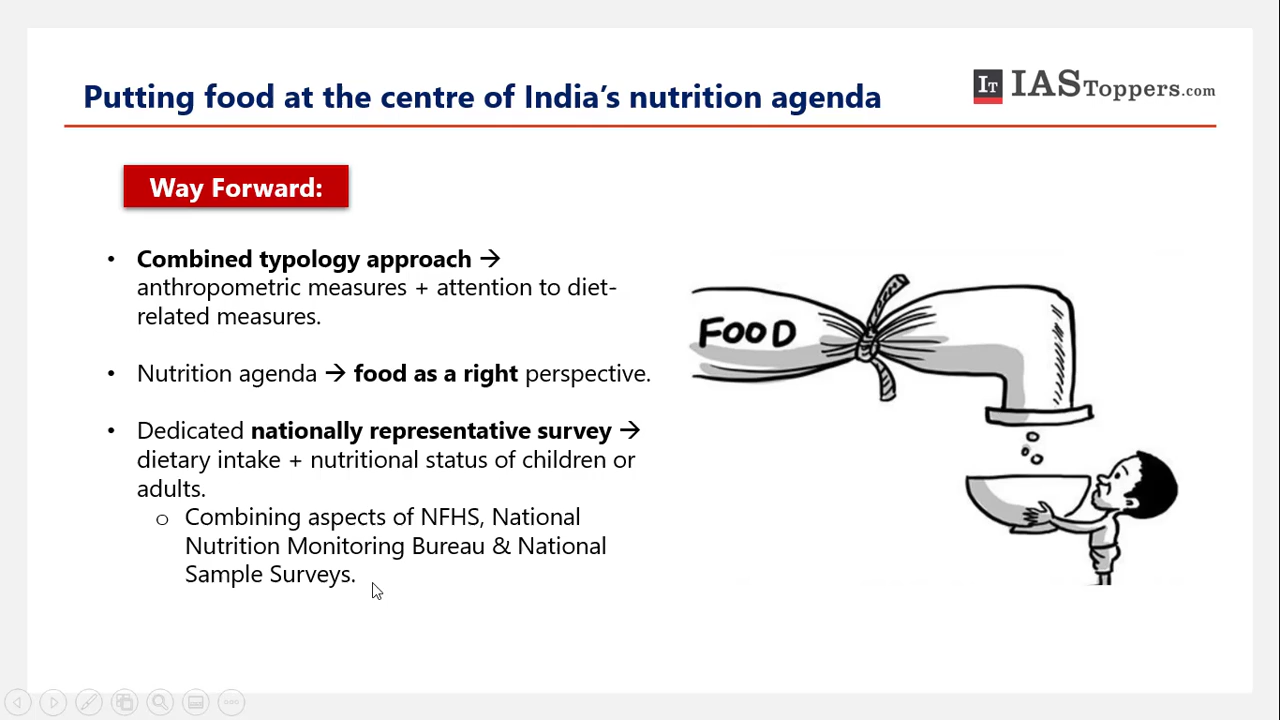 Putting food at the centre of India's nutrition agenda
IT IASToppers.com
Way Forward:
• Combined typology approach →
anthropometric measures + attention to diet-
related measures.
• Nutrition agenda → food as a right perspective.
• Dedicated nationally representative survey →
dietary intake + nutritional status of children or
adults.
o Combining aspects of NFHS, National
Nutrition Monitoring Bureau & National
Sample Surveys.
FOOD